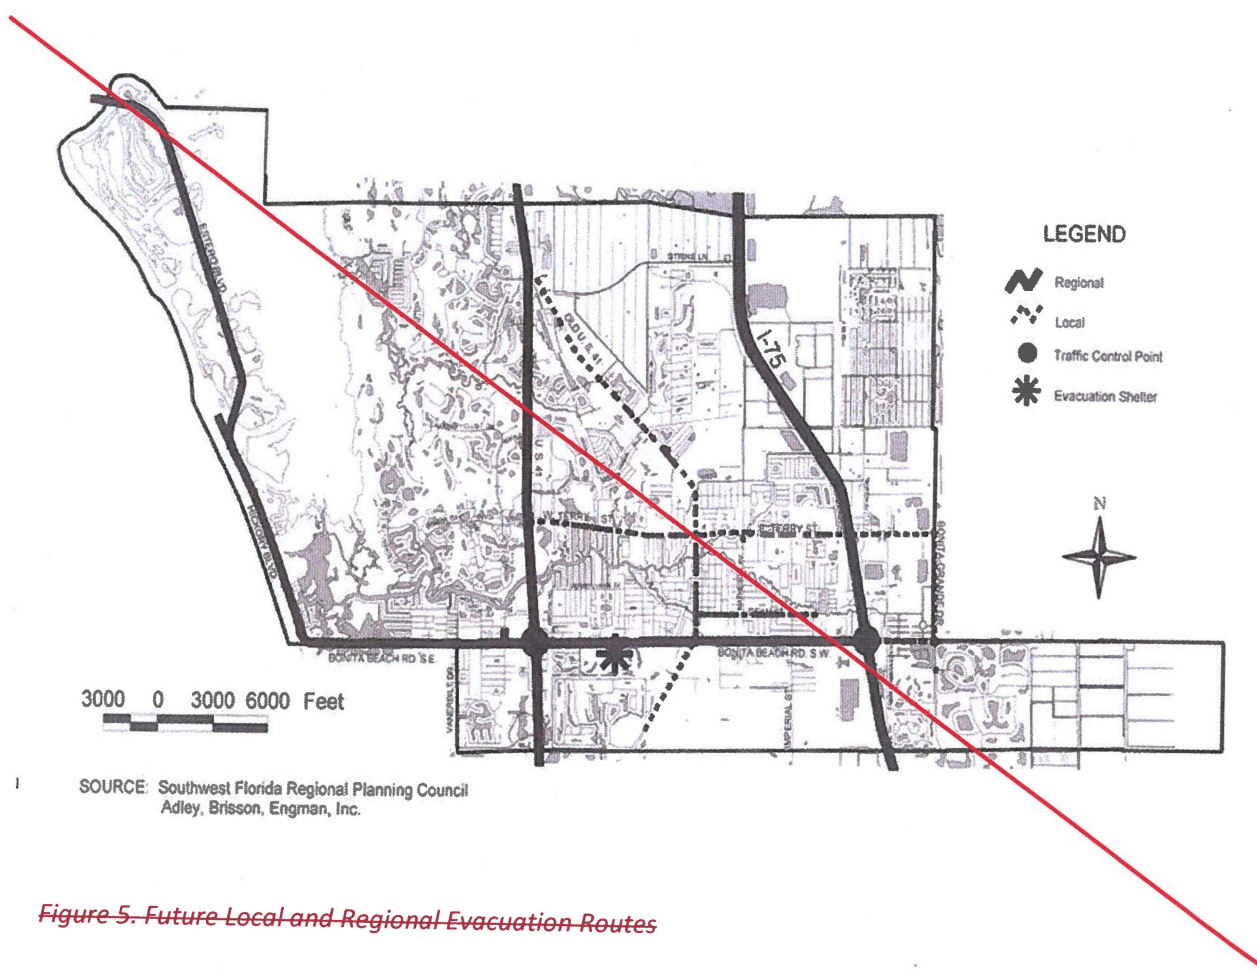 ESTERO BLVD
STRIKE LN
LEGEND
Regional
Local
Traffic Control Point
Evacuation Shelter
OLD U.S. 41
I-75
U.S. 41
W. TERRY ST
E. TERRY ST
HICKORY BLVD
BONITA GRANDE DR.
N
BONITA BEACH RD. S.E.
BONITA BEACH RD. S.W.
VANDERBILT DR.
IMPERIAL ST
3000 0 3000 6000 Feet
SOURCE: Southwest Florida Regional Planning Council
Adley, Brisson, Engman, Inc.
Figure 5. Future Local and Regional Evacuation Routes